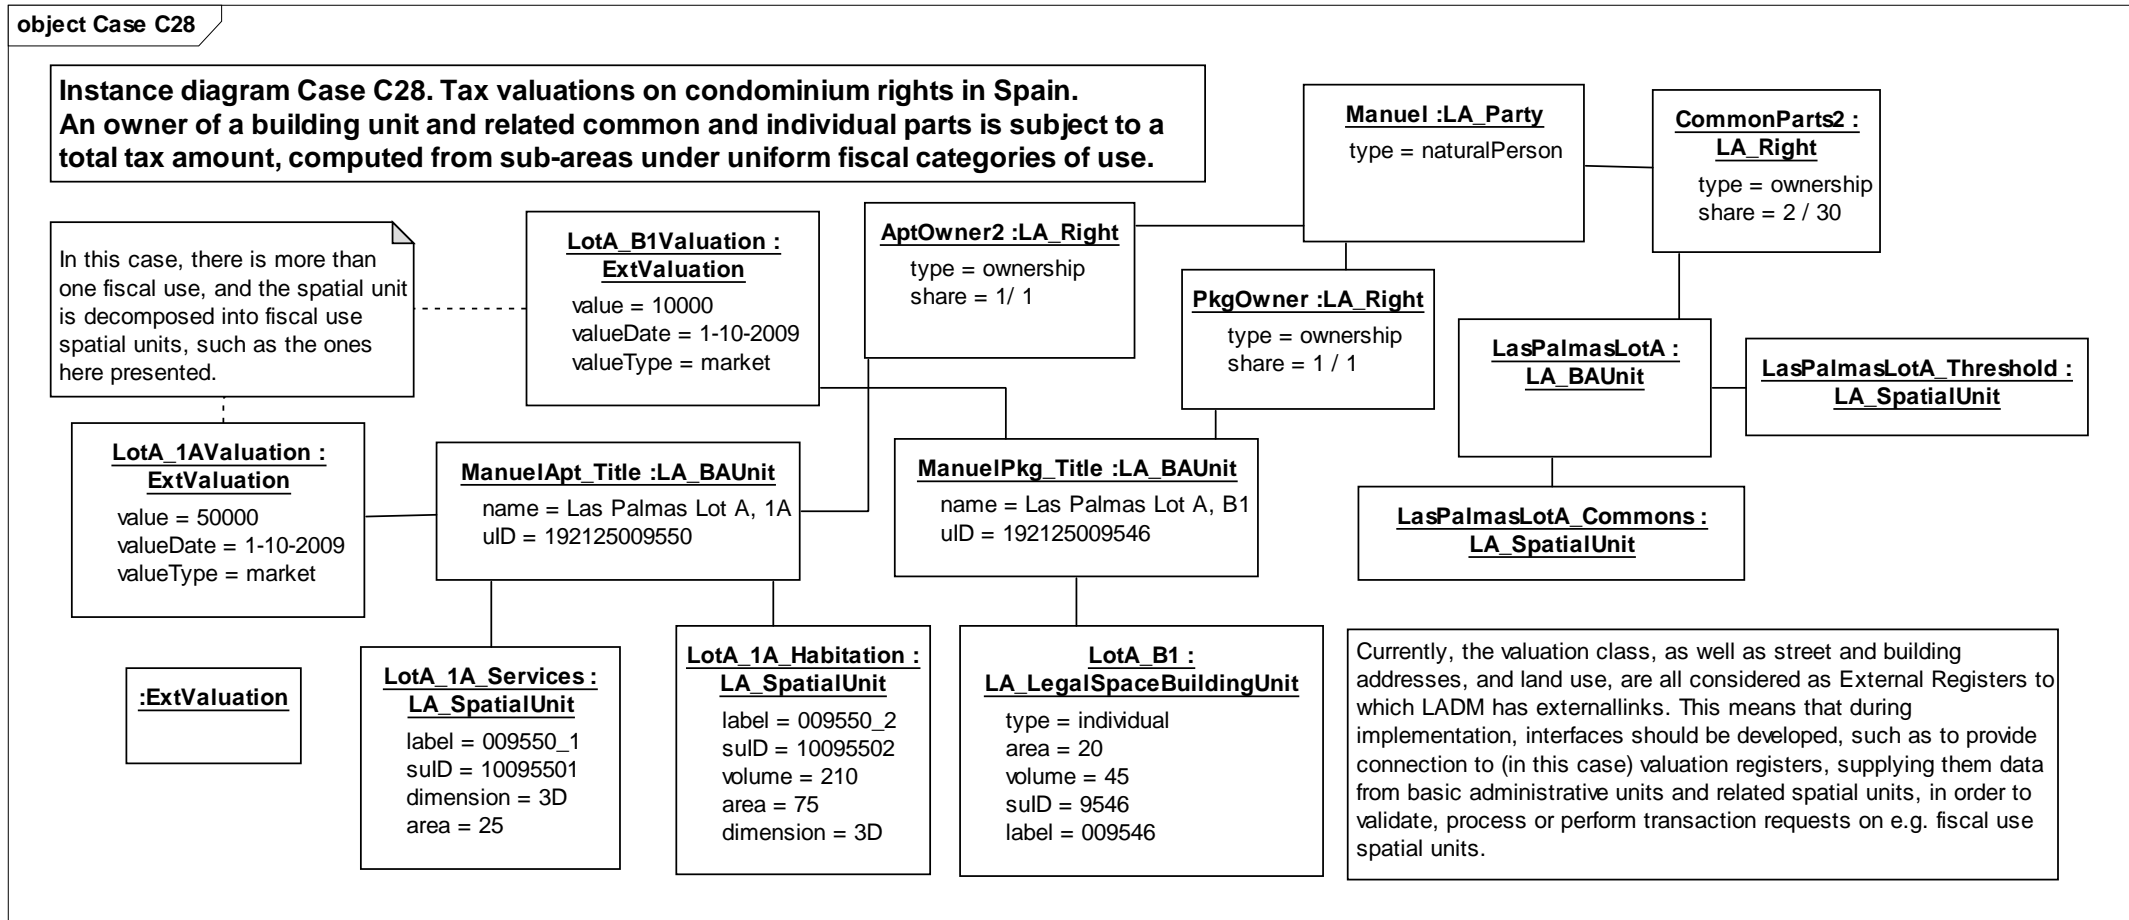 object Case C28
Instance diagram Case C28. Tax valuations on condominium rights in Spain.
An owner of a building unit and related common and individual parts is subject to a
total tax amount, computed from sub-areas under uniform fiscal categories of use.
Manuel :LA_Party
type = naturalPerson
CommonParts2 :
LA_Right
type = ownership
share = 2 / 30
In this case, there is more than
one fiscal use, and the spatial unit
is decomposed into fiscal use
spatial units, such as the ones
here presented.
LotA_B1Valuation :
ExtValuation
value = 10000
valueDate = 1-10-2009
valueType = market
AptOwner2 :LA_Right
type = ownership
share = 1/ 1
PkgOwner :LA_Right
type = ownership
share = 1 / 1
LasPalmasLotA :
LA_BAUnit
LasPalmasLotA_Threshold :
LA_SpatialUnit
LotA_1AValuation :
ExtValuation
value = 50000
valueDate = 1-10-2009
valueType = market
ManuelApt_Title :LA_BAUnit
name = Las Palmas Lot A, 1A
uID = 192125009550
ManuelPkg_Title :LA_BAUnit
name = Las Palmas Lot A, B1
uID = 192125009546
LasPalmasLotA_Commons :
LA_SpatialUnit
:ExtValuation
LotA_1A_Services :
LA_SpatialUnit
label = 009550_1
suID = 10095501
dimension = 3D
area = 25
LotA_1A_Habitation :
LA_SpatialUnit
label = 009550_2
suID = 10095502
volume = 210
area = 75
dimension = 3D
LotA_B1 :
LA_LegalSpaceBuildingUnit
type = individual
area = 20
volume = 45
suID = 9546
label = 009546
Currently, the valuation class, as well as street and building
addresses, and land use, are all considered as External Registers to
which LADM has externallinks. This means that during
implementation, interfaces should be developed, such as to provide
connection to (in this case) valuation registers, supplying them data
from basic administrative units and related spatial units, in order to
validate, process or perform transaction requests on e.g. fiscal use
spatial units.